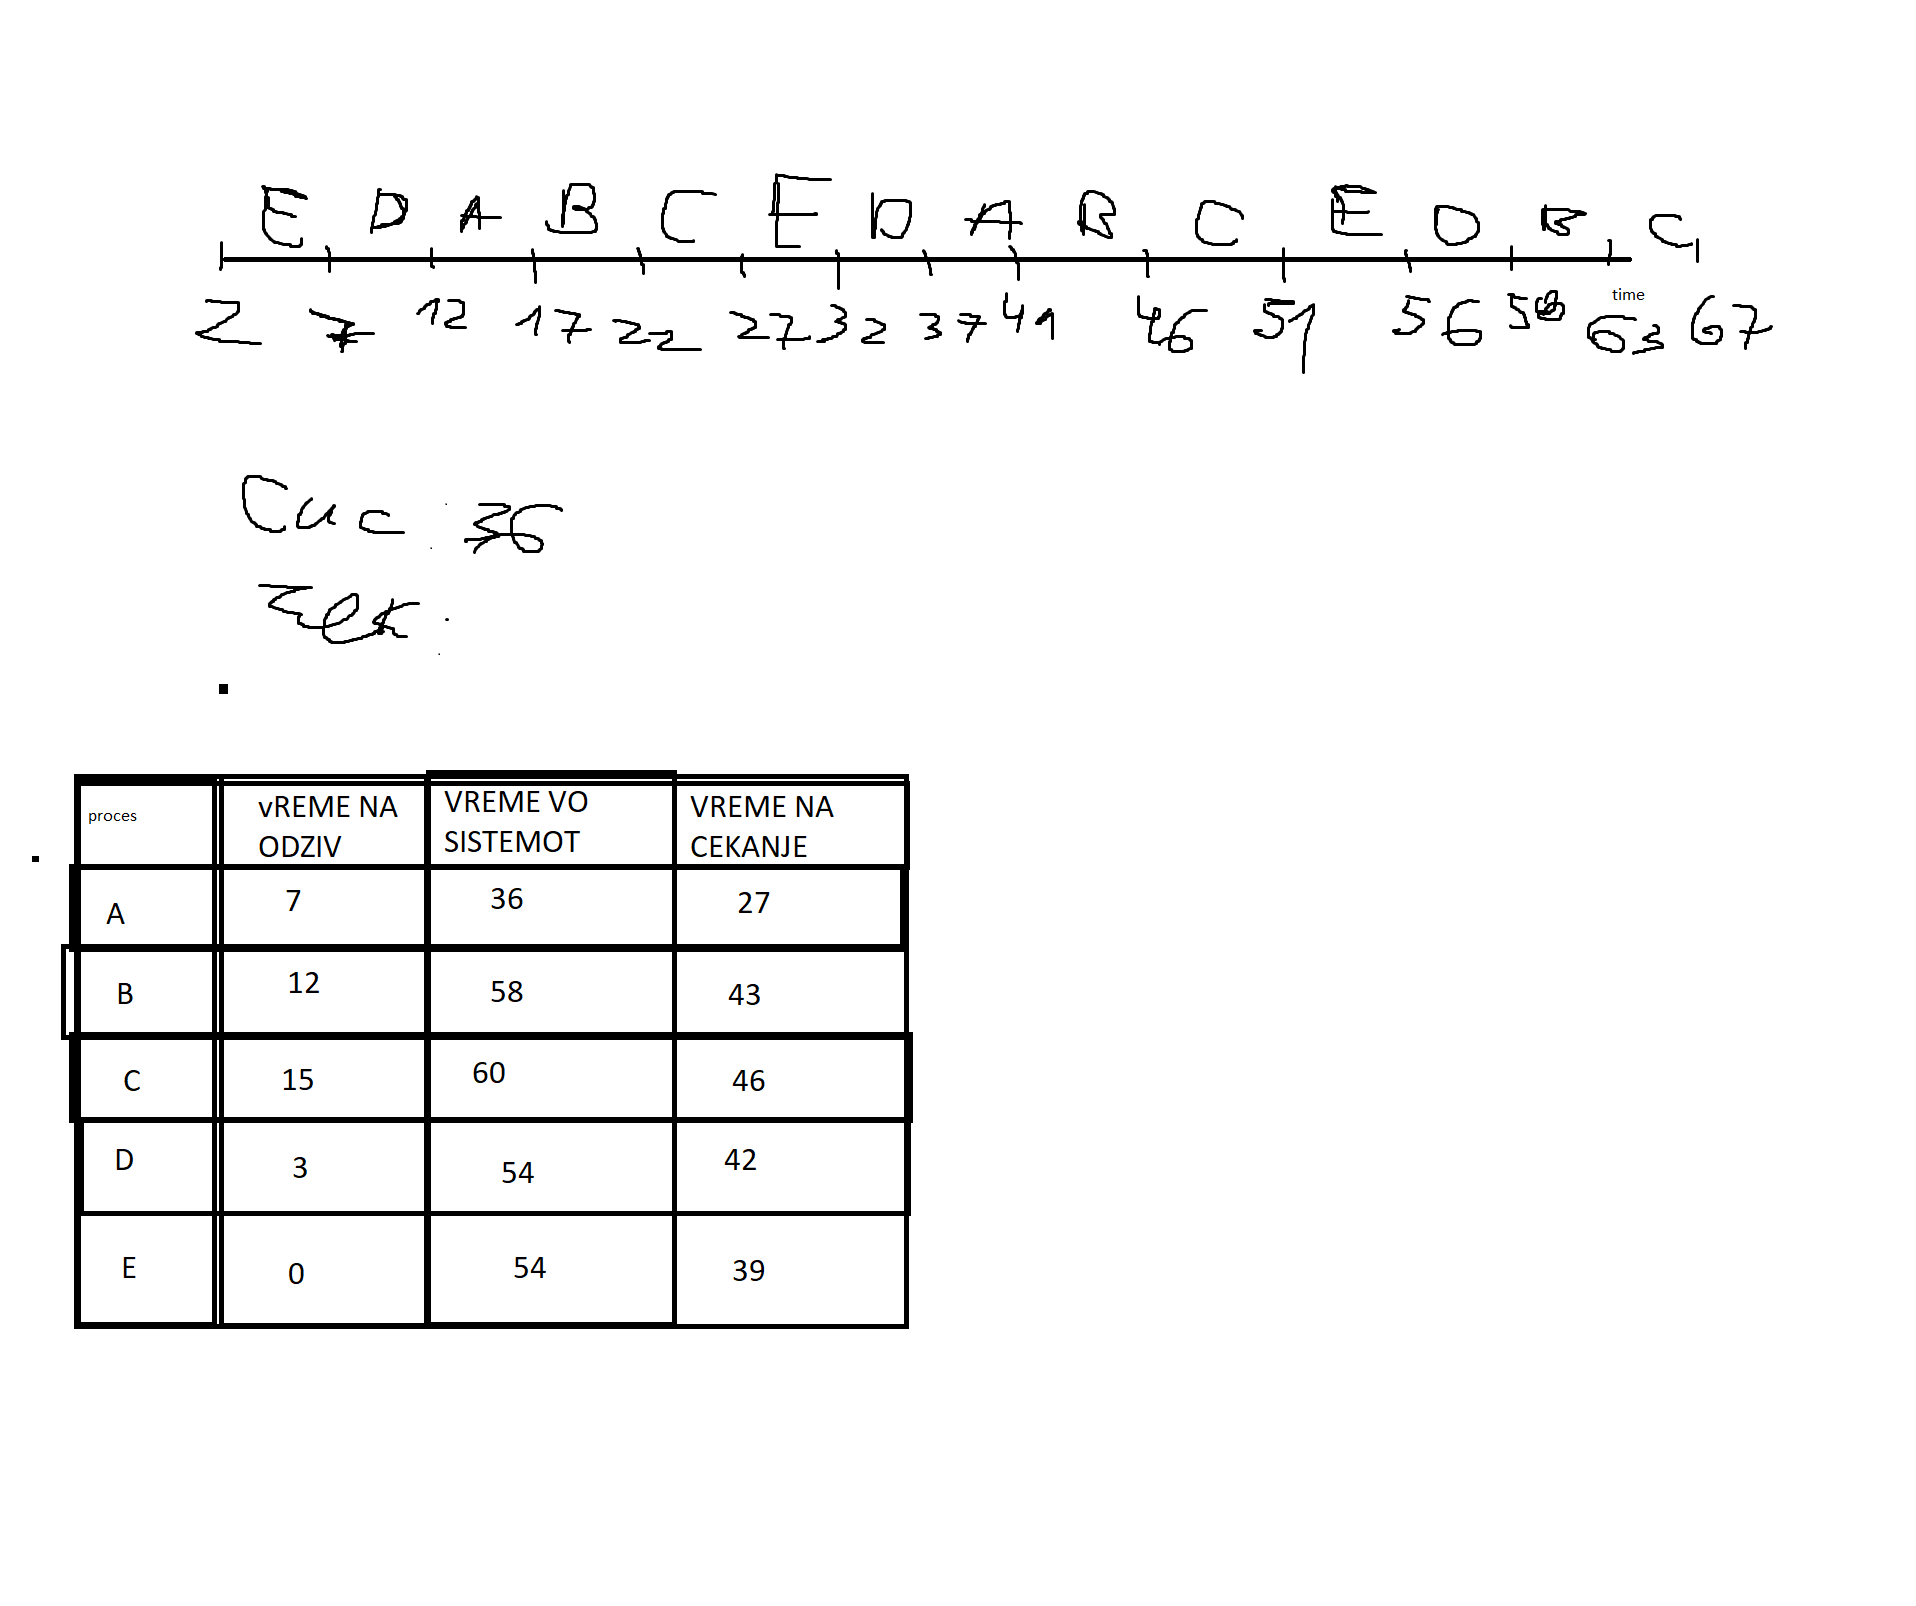 E D A B C E D A B C E D B C
2 7 12 17 22 27 32 37 41 46 51 56 58 63 67
time
36
proces vREME NA ODZIV VREME VO SISTEMOT VREME NA CEKANJE
A 7 36 27
B 12 58 43
C 15 60 46
D 3 54 42
E 0 54 39